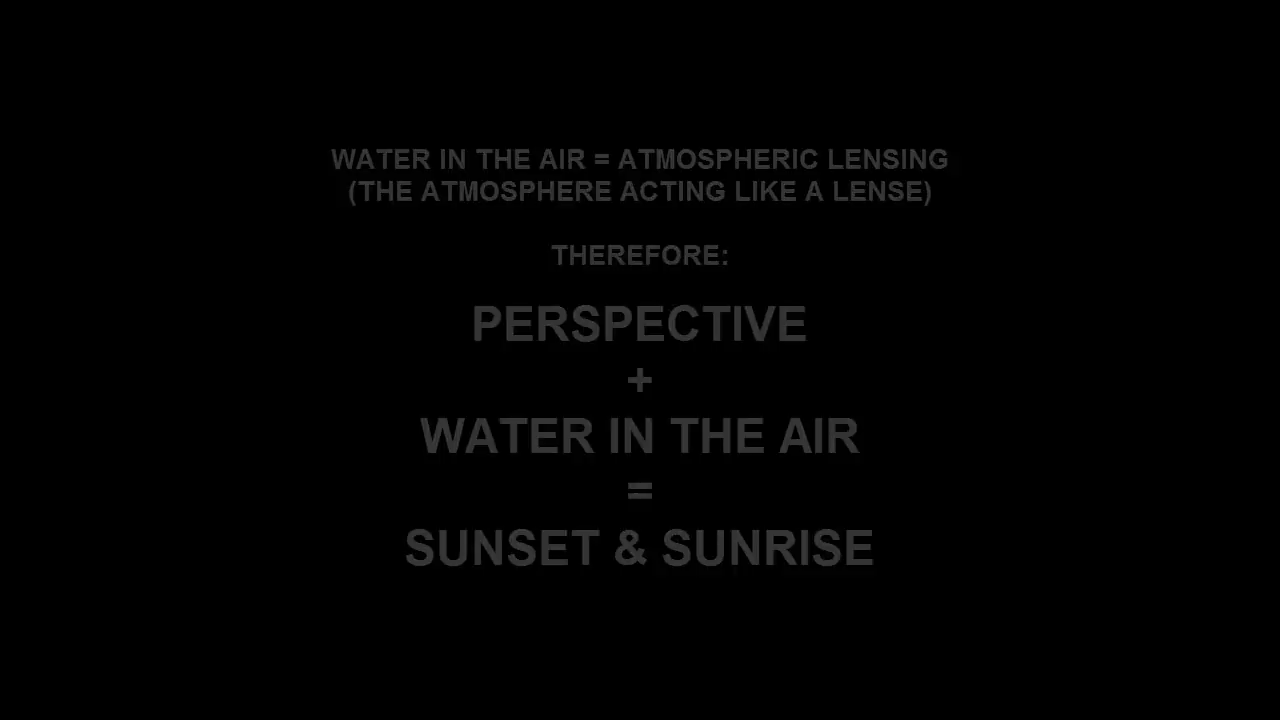 WATER IN THE AIR = ATMOSPHERIC LENSING
(THE ATMOSPHERE ACTING LIKE A LENSE)
THEREFORE:
PERSPECTIVE
+
WATER IN THE AIR
=
SUNSET & SUNRISE